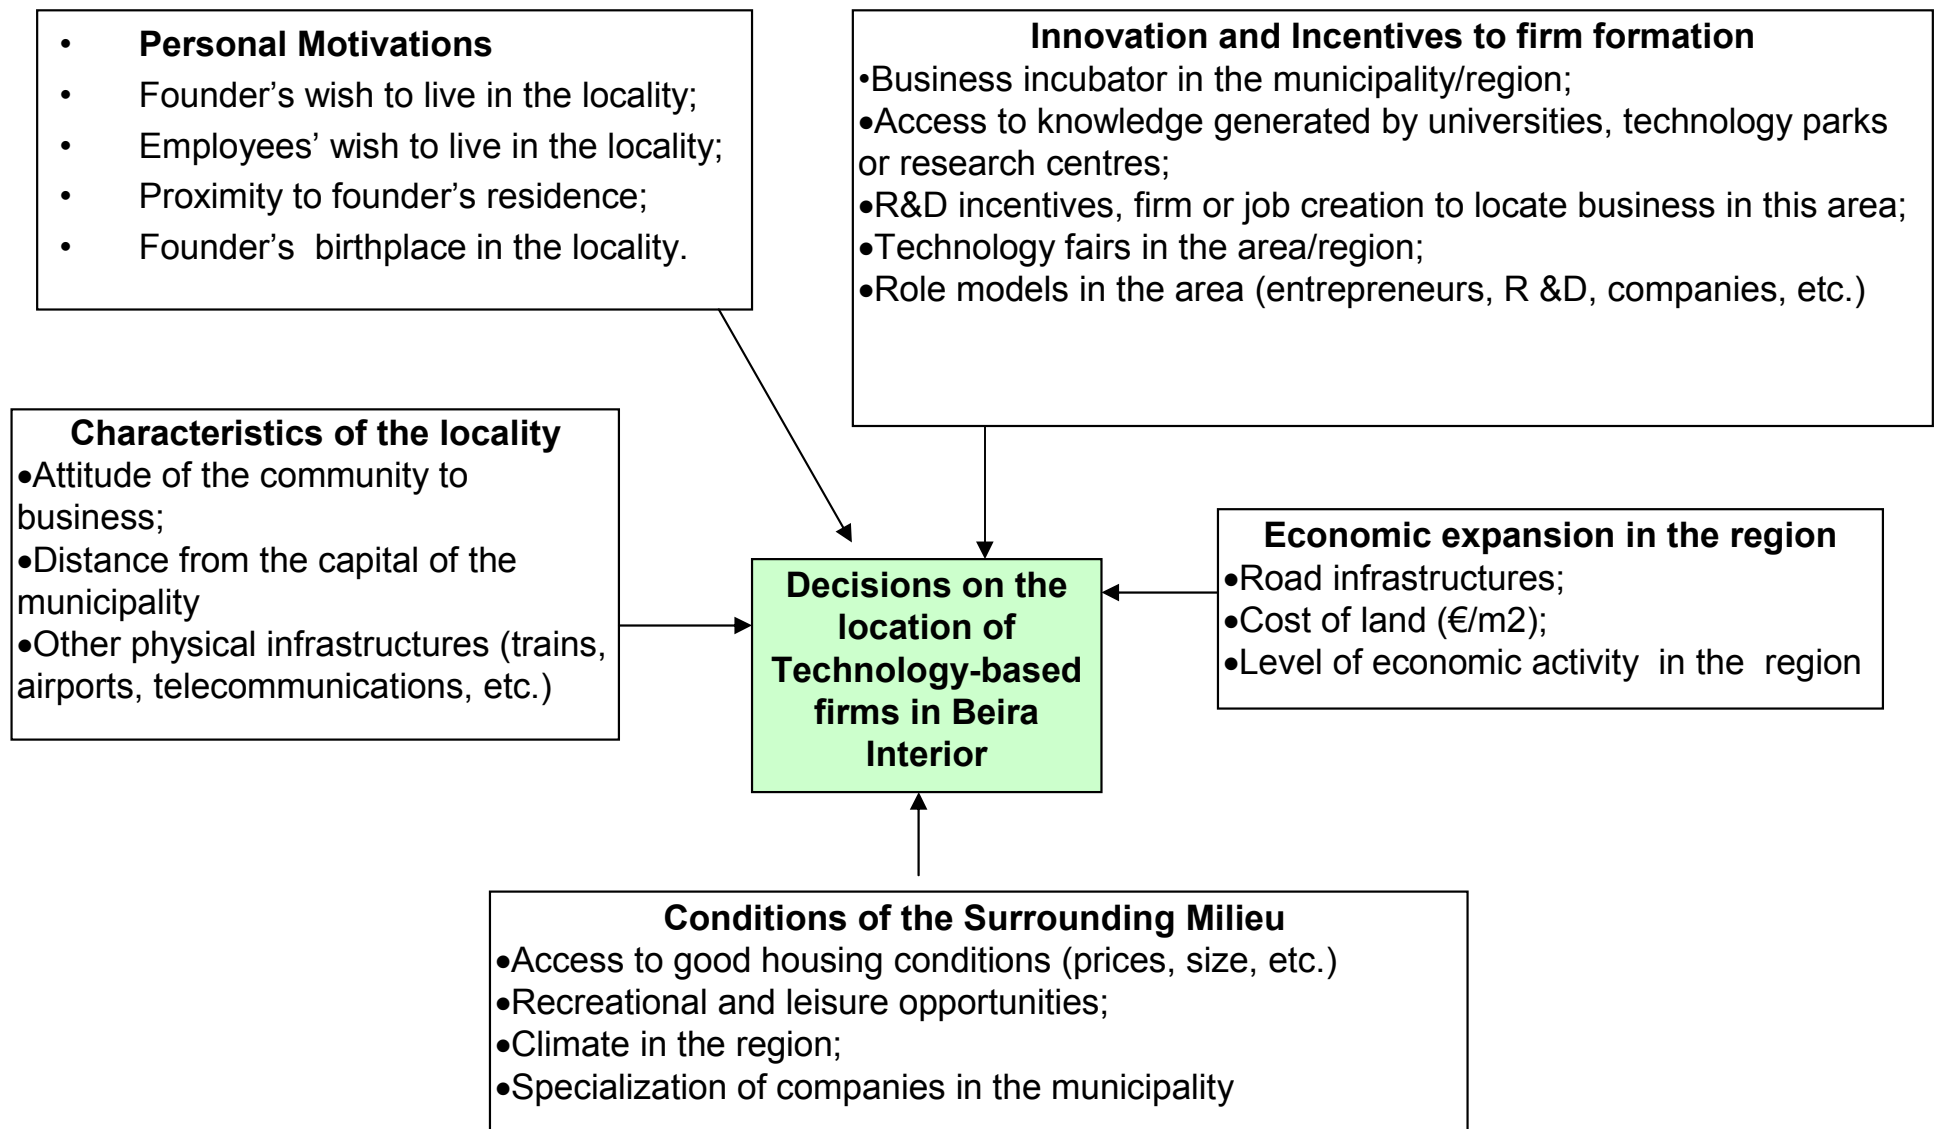 • Personal Motivations
• Founder’s wish to live in the locality;
• Employees’ wish to live in the locality;
• Proximity to founder’s residence;
• Founder’s  birthplace in the locality.
Innovation and Incentives to firm formation
•Business incubator in the municipality/region;
•Access to knowledge generated by universities, technology parks
or research centres;
•R&D incentives, firm or job creation to locate business in this area;
•Technology fairs in the area/region;
•Role models in the area (entrepreneurs, R &D, companies, etc.)
Characteristics of the locality
•Attitude of the community to
business;
•Distance from the capital of the
municipality
•Other physical infrastructures (trains,
airports, telecommunications, etc.)
Decisions on the
location of
Technology-based
firms in Beira
Interior
Economic expansion in the region
•Road infrastructures;
•Cost of land (€/m2);
•Level of economic activity  in the  region
Conditions of the Surrounding Milieu
•Access to good housing conditions (prices, size, etc.)
•Recreational and leisure opportunities;
•Climate in the region;
•Specialization of companies in the municipality